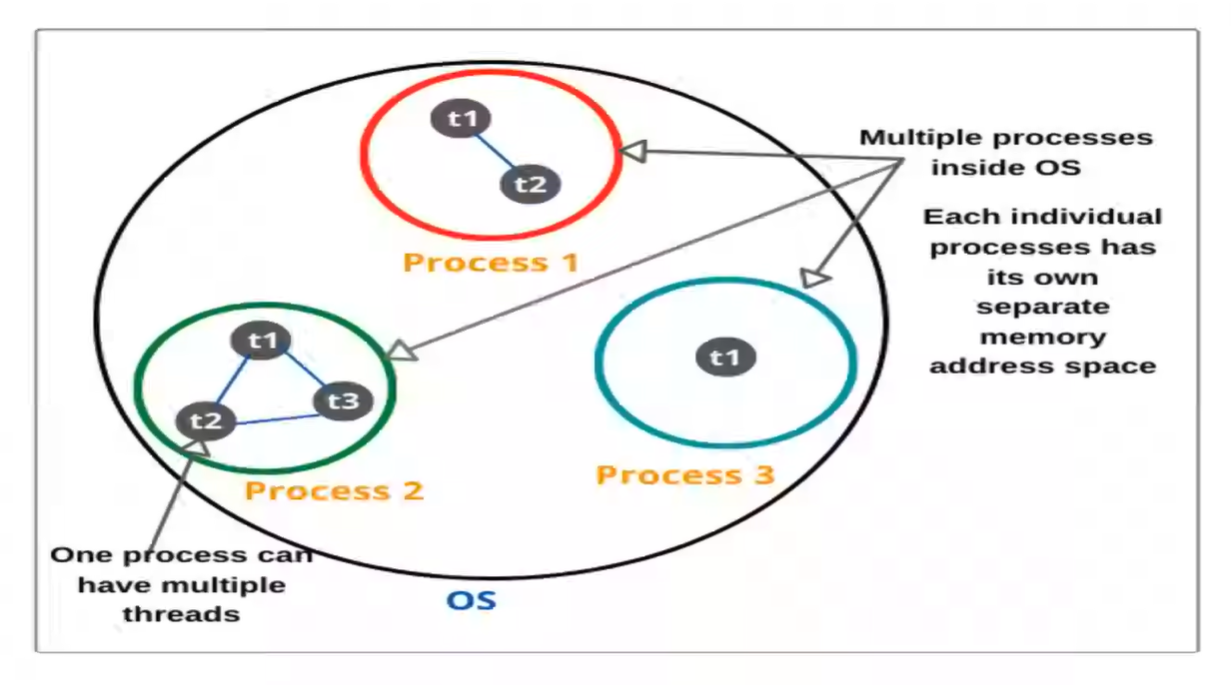 t1
t2
Process 1
Multiple processes
inside OS
Each individual
processes has
its own
separate
memory
address space
t1
t2
t3
Process 2
t1
Process 3
One process can
have multiple
threads
OS